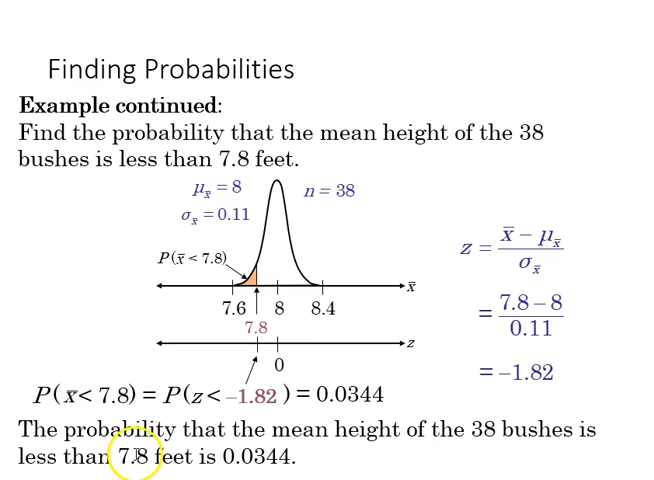 Finding Probabilities
Example continued:
Find the probability that the mean height of the 38
bushes is less than 7.8 feet.
μx̄ = 8
n = 38
σx̄ = 0.11
P(x̄ < 7.8)
x̄
7.6 8 8.4
7.8
z
0
z = (x̄ − μx̄)/σx̄
= (7.8 – 8)/0.11
= –1.82
P(x̄ < 7.8) = P(z < –1.82) = 0.0344
The probability that the mean height of the 38 bushes is
less than 7.8 feet is 0.0344.